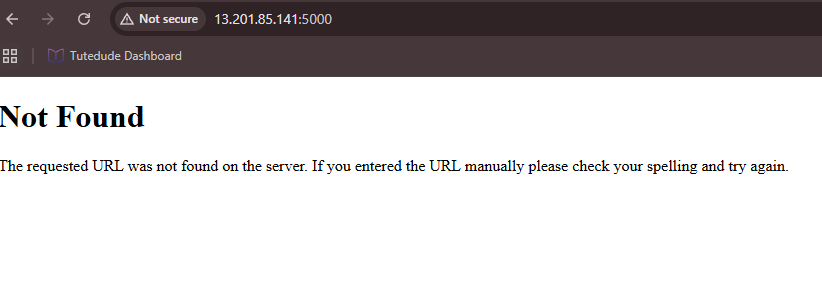 Not secure 13.201.85.141:5000
Tutedude Dashboard
Not Found
The requested URL was not found on the server. If you entered the URL manually please check your spelling and try again.